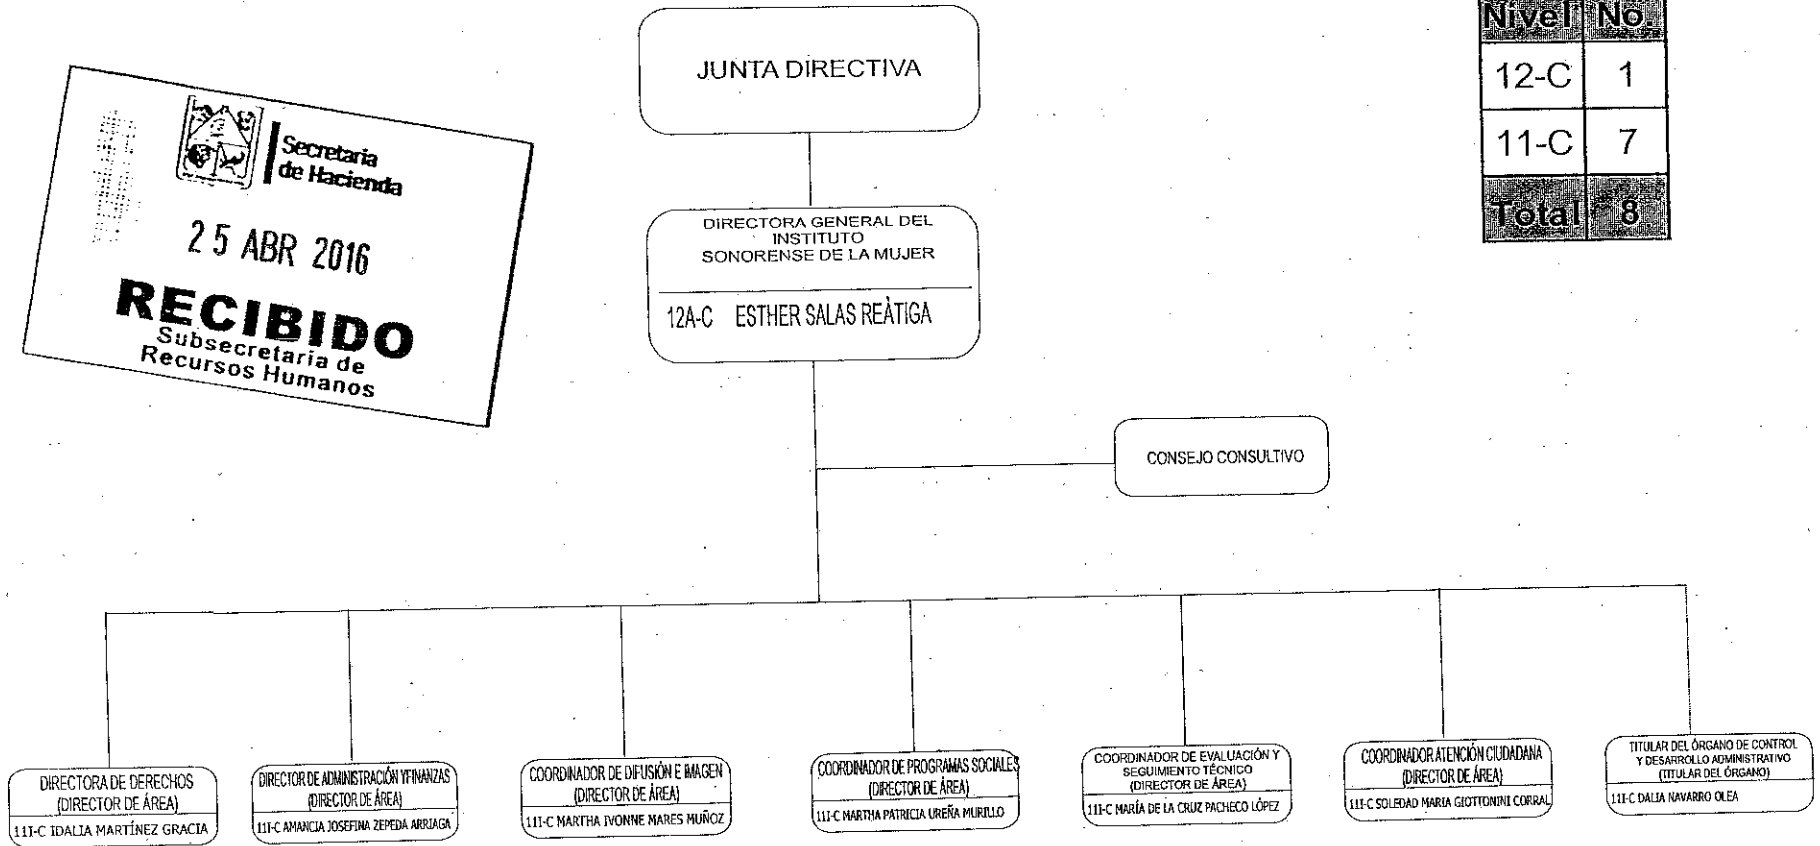 JUNTA DIRECTIVA
Nivel No.
12-C 1
11-C 7
Total 8
Secretaria
de Hacienda
25 ABR 2016
RECIBIDO
Subsecretaria de
Recursos Humanos
DIRECTORA GENERAL DEL
INSTITUTO
SONORENSE DE LA MUJER
12A-C ESTHER SALAS REÀTIGA
CONSEJO CONSULTIVO
DIRECTORA DE DERECHOS
(DIRECTOR DE ÁREA)
11I-C IDALIA MARTÍNEZ GRACIA
DIRECTOR DE ADMINISTRACIÓN YFINANZAS
(DIRECTOR DE ÁREA)
11I-C AMANCIA JOSEFINA ZEPEDA ARRIAGA
COORDINADOR DE DIFUSIÓN E IMAGEN
(DIRECTOR DE ÁREA)
11I-C MARTHA IVONNE MARES MUÑOZ
COORDINADOR DE PROGRAMAS SOCIALES
(DIRECTOR DE ÁREA)
11I-C MARTHA PATRICIA UREÑA MURILLO
COORDINADOR DE EVALUACIÓN Y
SEGUIMIENTO TÉCNICO
(DIRECTOR DE ÁREA)
11I-C MARÍA DE LA CRUZ PACHECO LÓPEZ
COORDINADOR ATENCIÓN CIUDADANA
(DIRECTOR DE ÁREA)
11I-C SOLEDAD MARIA GIOTTONINI CORRAL
TITULAR DEL ÓRGANO DE CONTROL
Y DESARROLLO ADMINISTRATIVO
(TITULAR DEL ÓRGANO)
11I-C DALIA NAVARRO OLEA